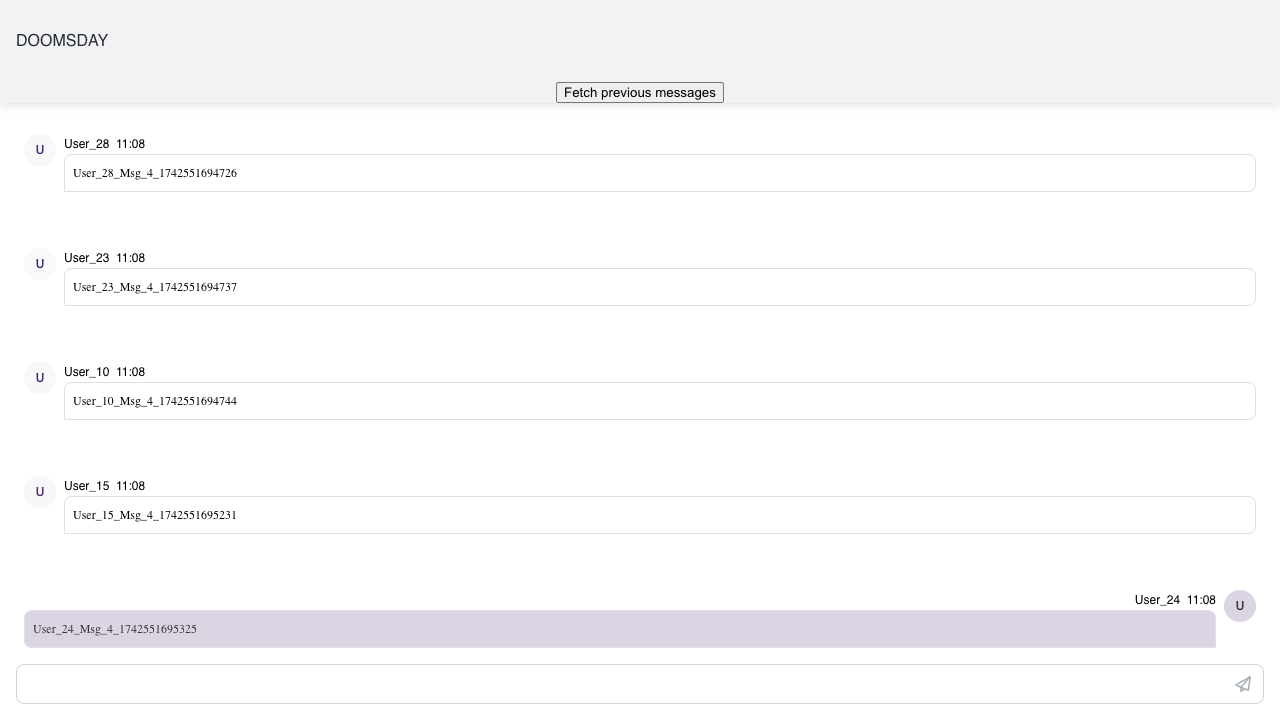 DOOMSDAY
Fetch previous messages
U
User_28 11:08
User_28_Msg_4_1742551694726
U
User_23 11:08
User_23_Msg_4_1742551694737
U
User_10 11:08
User_10_Msg_4_1742551694744
U
User_15 11:08
User_15_Msg_4_1742551695231
User_24 11:08
U
User_24_Msg_4_1742551695325